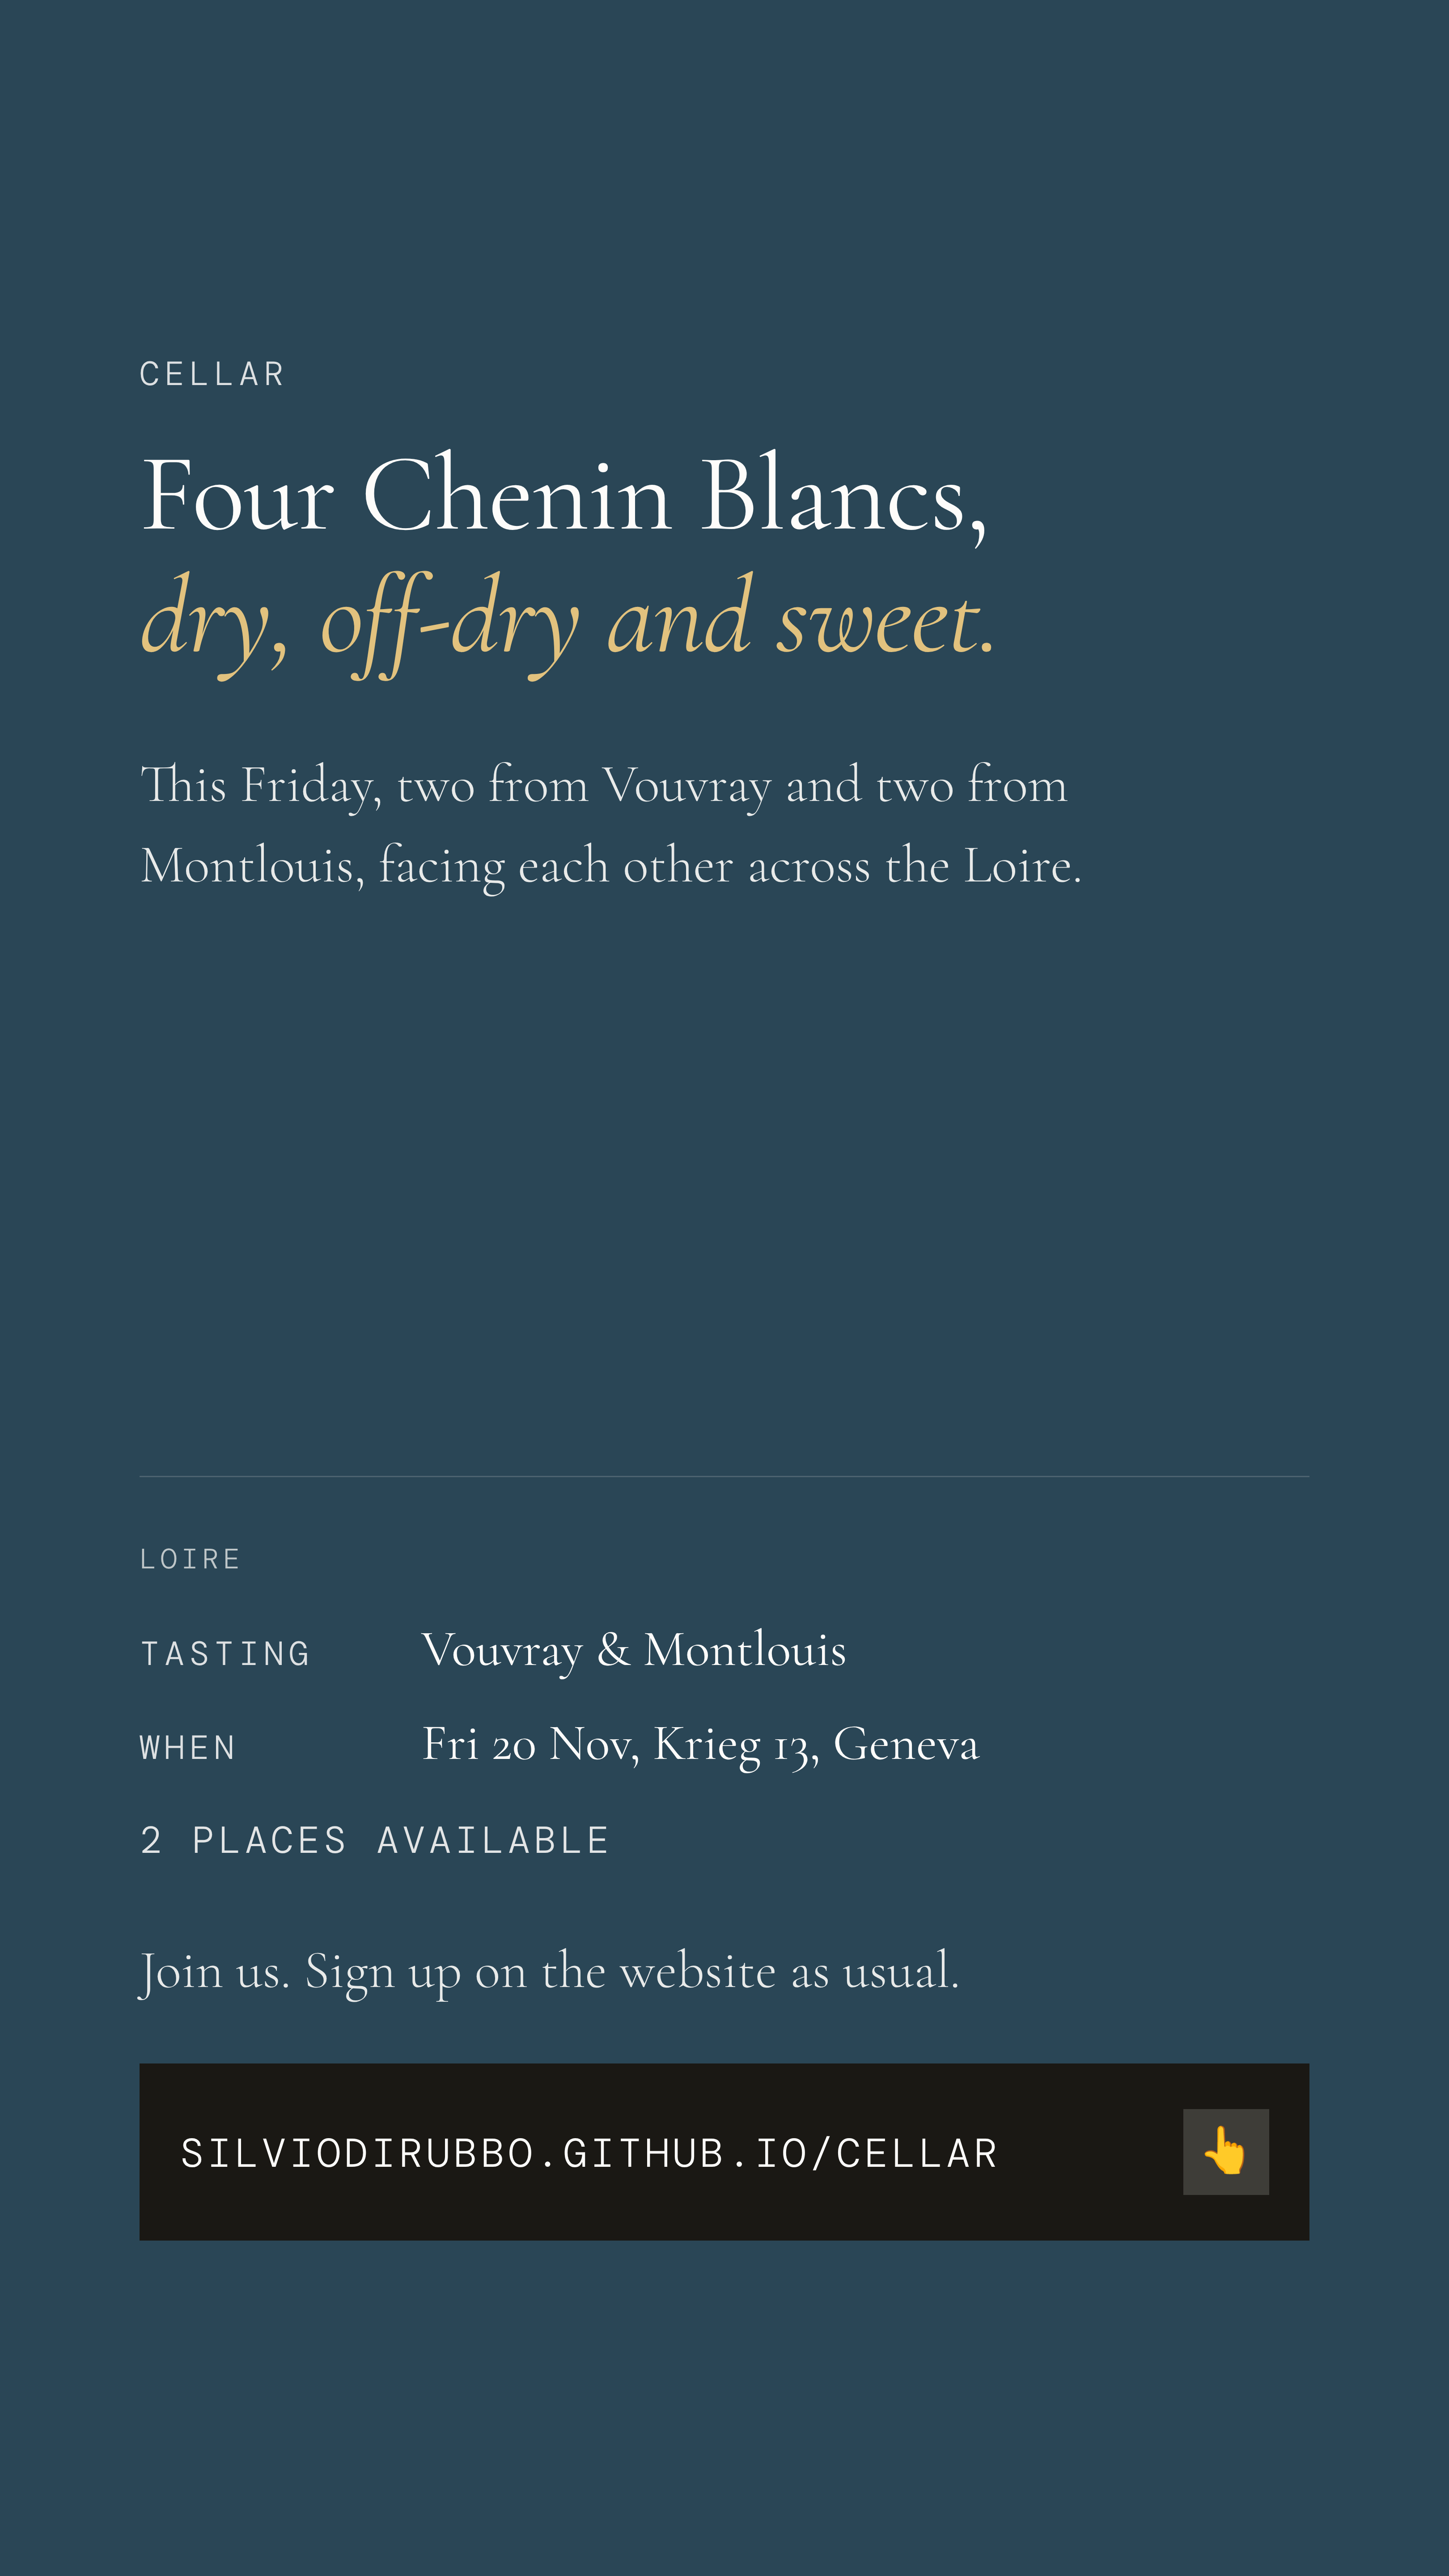 CELLAR
Four Chenin Blancs,
dry, off-dry and sweet.
This Friday, two from Vouvray and two from
Montlouis, facing each other across the Loire.
LOIRE
TASTING Vouvray & Montlouis
WHEN Fri 20 Nov, Krieg 13, Geneva
2 PLACES AVAILABLE
Join us. Sign up on the website as usual.
SILVIODIRUBBO.GITHUB.IO/CELLAR